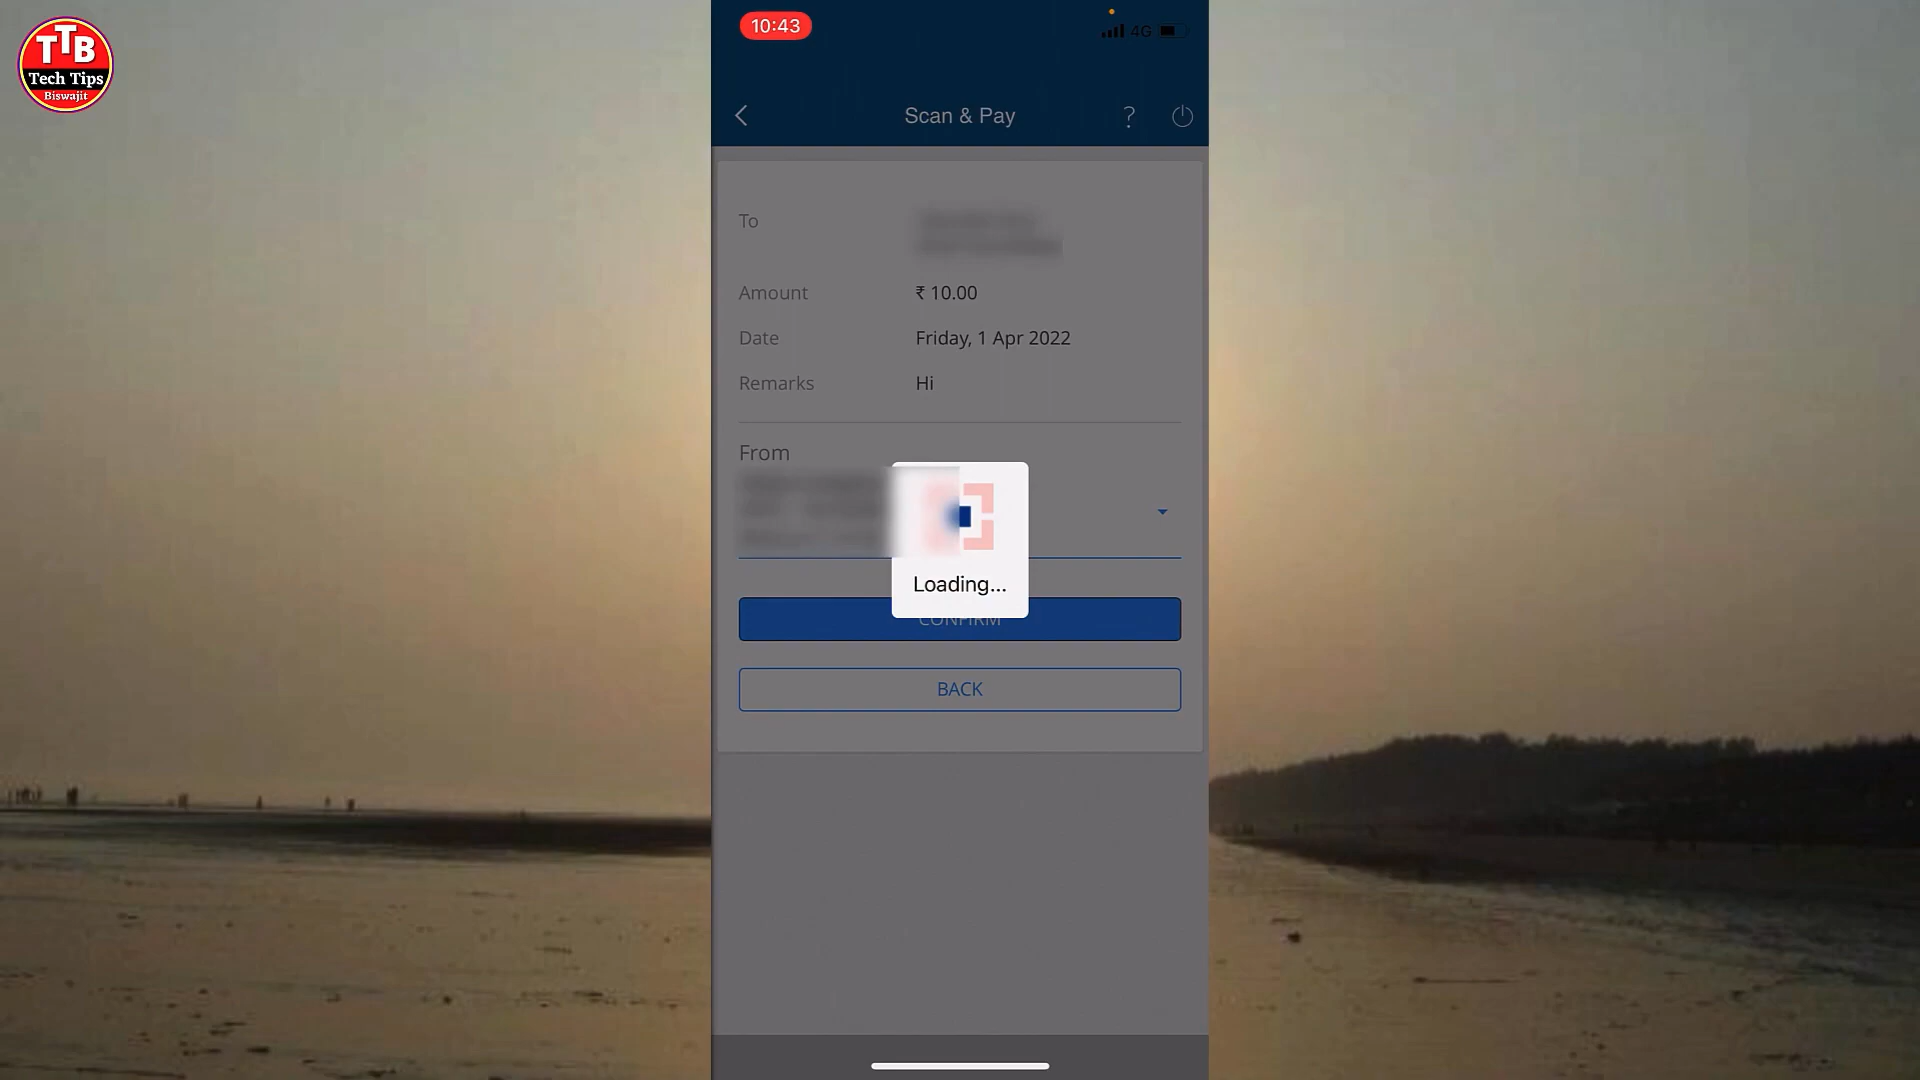 TTB
Tech Tips
Biswajit
10:43
4G
Scan & Pay
?
To
Amount
₹ 10.00
Date
Friday, 1 Apr 2022
Remarks
Hi
From
Loading...
CONFIRM
BACK